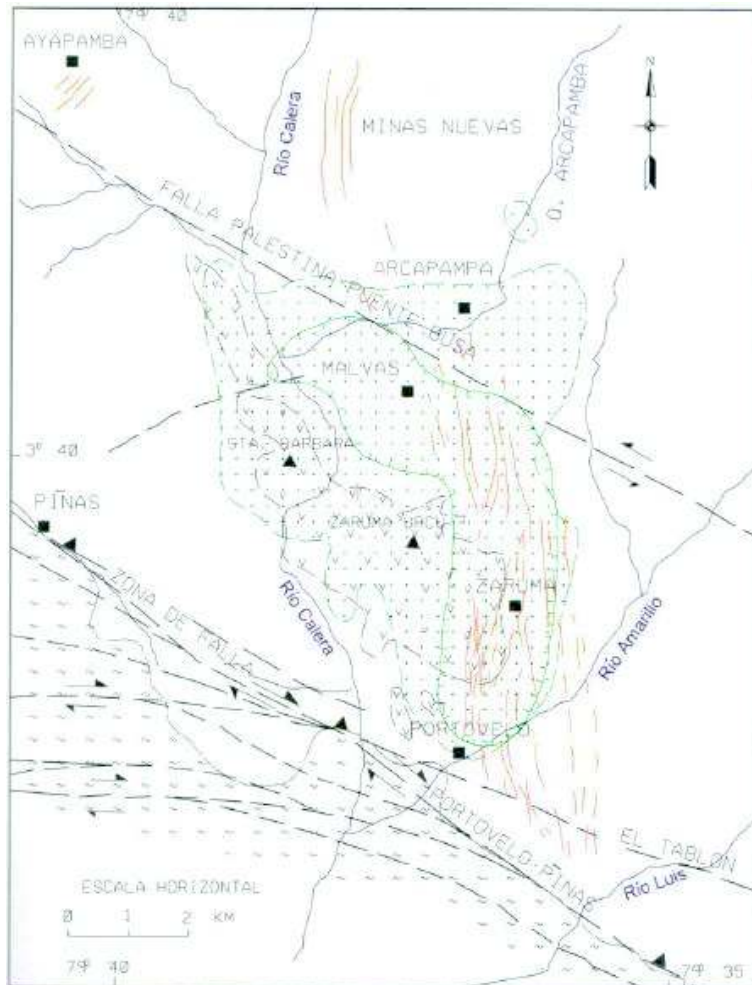 79° 40
AYAPAMBA
Río Calera
MINAS NUEVAS
N
Q. ARCAPAMBA
FALLA PALESTINA-PUENTE BUSA
ARCAPAMPA
MALVAS
3° 40
STA. BARBARA
PIÑAS
ZARUMA URCU
ZONA DE FALLA
ZARUMA
Río Calera
Río Amarillo
PORTOVELO
PORTOVELO-PIÑAS
EL TABLON
Río Luis
ESCALA HORIZONTAL
0 1 2 KM
79° 40
79° 35